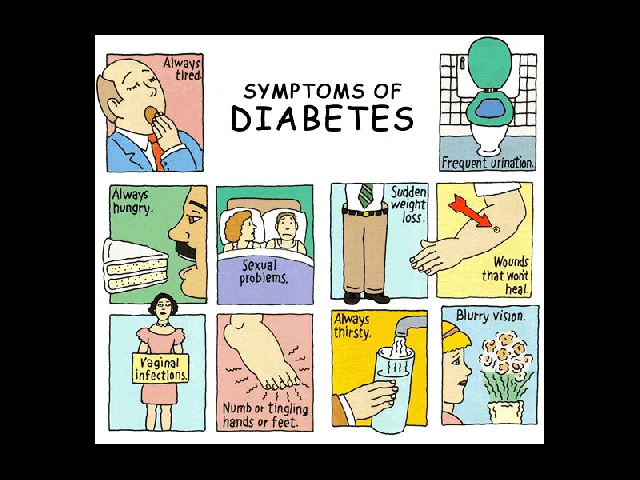 SYMPTOMS OF
DIABETES
Always
tired.
Frequent urination.
Always
hungry.
Sexual
problems.
Sudden
weight
loss.
Wounds
that won't
heal.
Vaginal
infections.
Numb or tingling
hands or feet.
Always
thirsty.
Blurry vision.